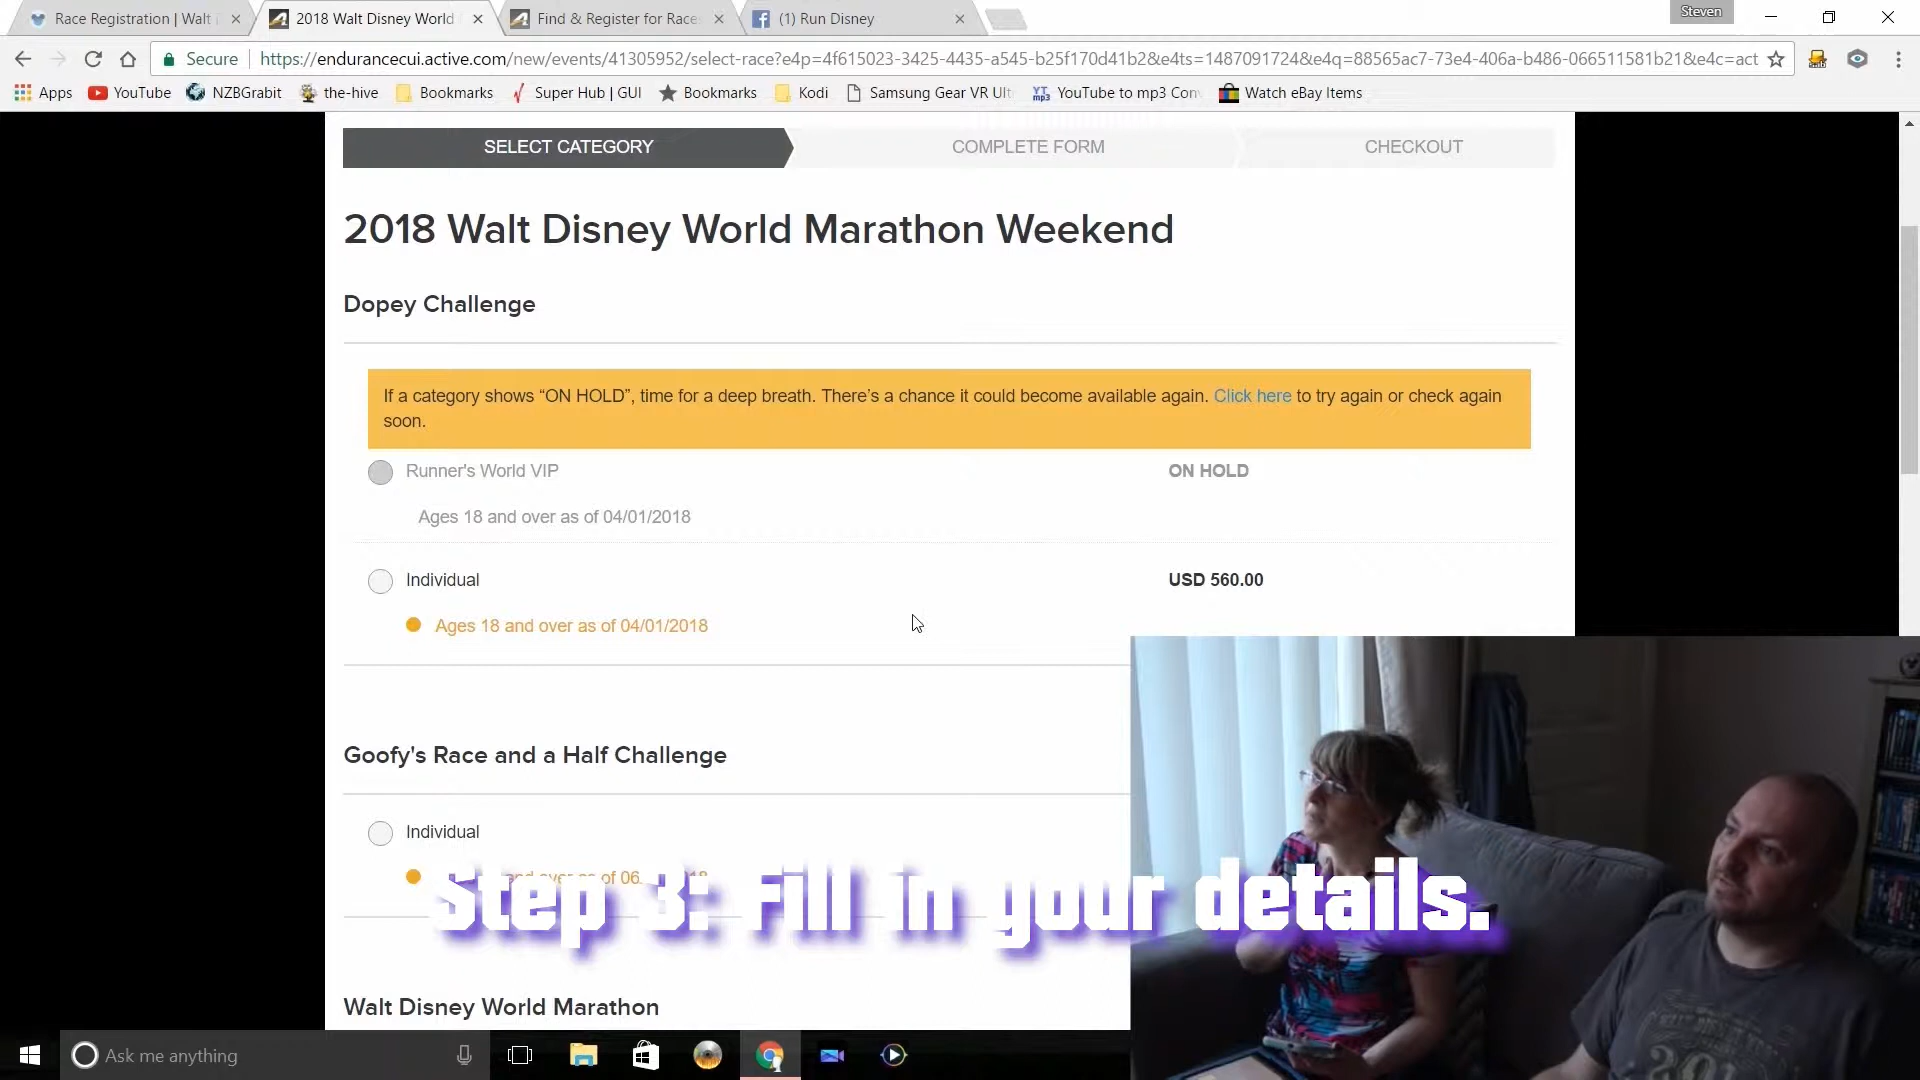 Race Registration | Walt
2018 Walt Disney World
Find & Register for Race
(1) Run Disney
Steven
Secure
https://endurancecui.active.com/new/events/41305952/select-race?e4p=4f615023-3425-4435-a545-b25f170d41b2&e4ts=1487091724&e4q=88565ac7-73e4-406a-b486-066511581b21&e4c=act
Apps
YouTube
NZBGrabit
the-hive
Bookmarks
Super Hub | GUI
Bookmarks
Kodi
Samsung Gear VR Ult
YT mp3
YouTube to mp3 Con
Watch eBay Items
SELECT CATEGORY
COMPLETE FORM
CHECKOUT
2018 Walt Disney World Marathon Weekend
Dopey Challenge
If a category shows “ON HOLD”, time for a deep breath. There’s a chance it could become available again. Click here to try again or check again
soon.
Runner's World VIP
ON HOLD
Ages 18 and over as of 04/01/2018
Individual
USD 560.00
Ages 18 and over as of 04/01/2018
Goofy's Race and a Half Challenge
Individual
and over as of 06
Step 3: Fill in your details.
Walt Disney World Marathon
Ask me anything